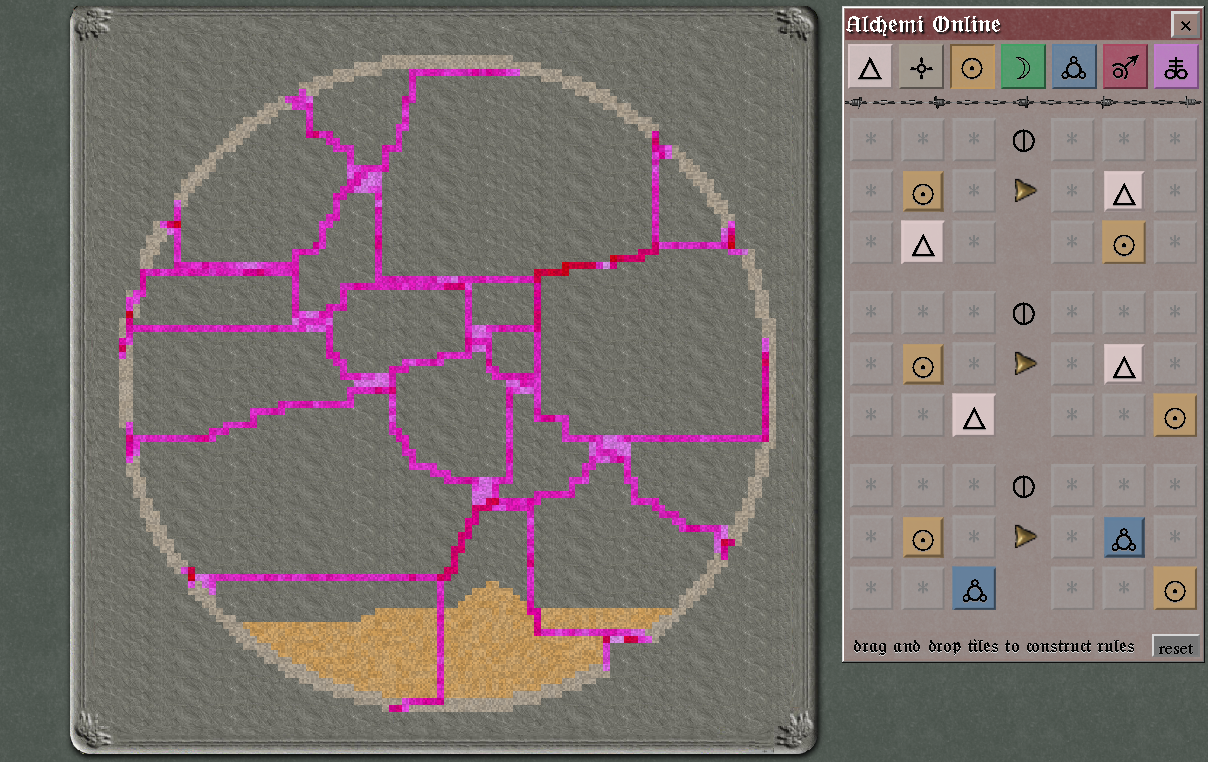 Alchemi Online
drag and drop tiles to construct rules
reset